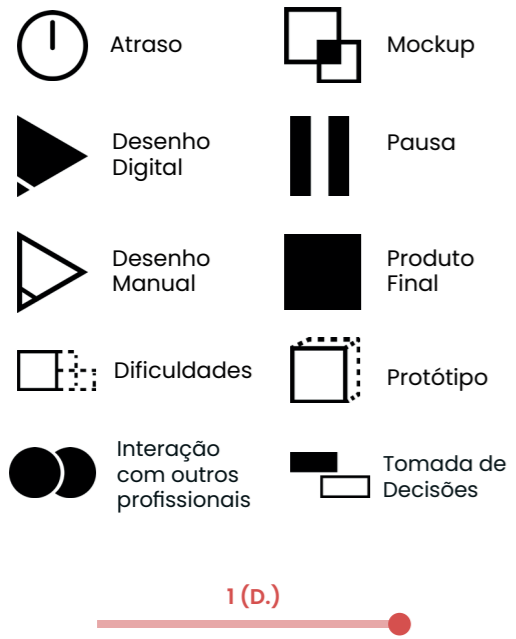 Atraso
Mockup
Desenho
Digital
Pausa
Desenho
Manual
Produto
Final
Dificuldades
Protótipo
Interação
com outros
profissionais
Tomada de
Decisões
1 (D.)